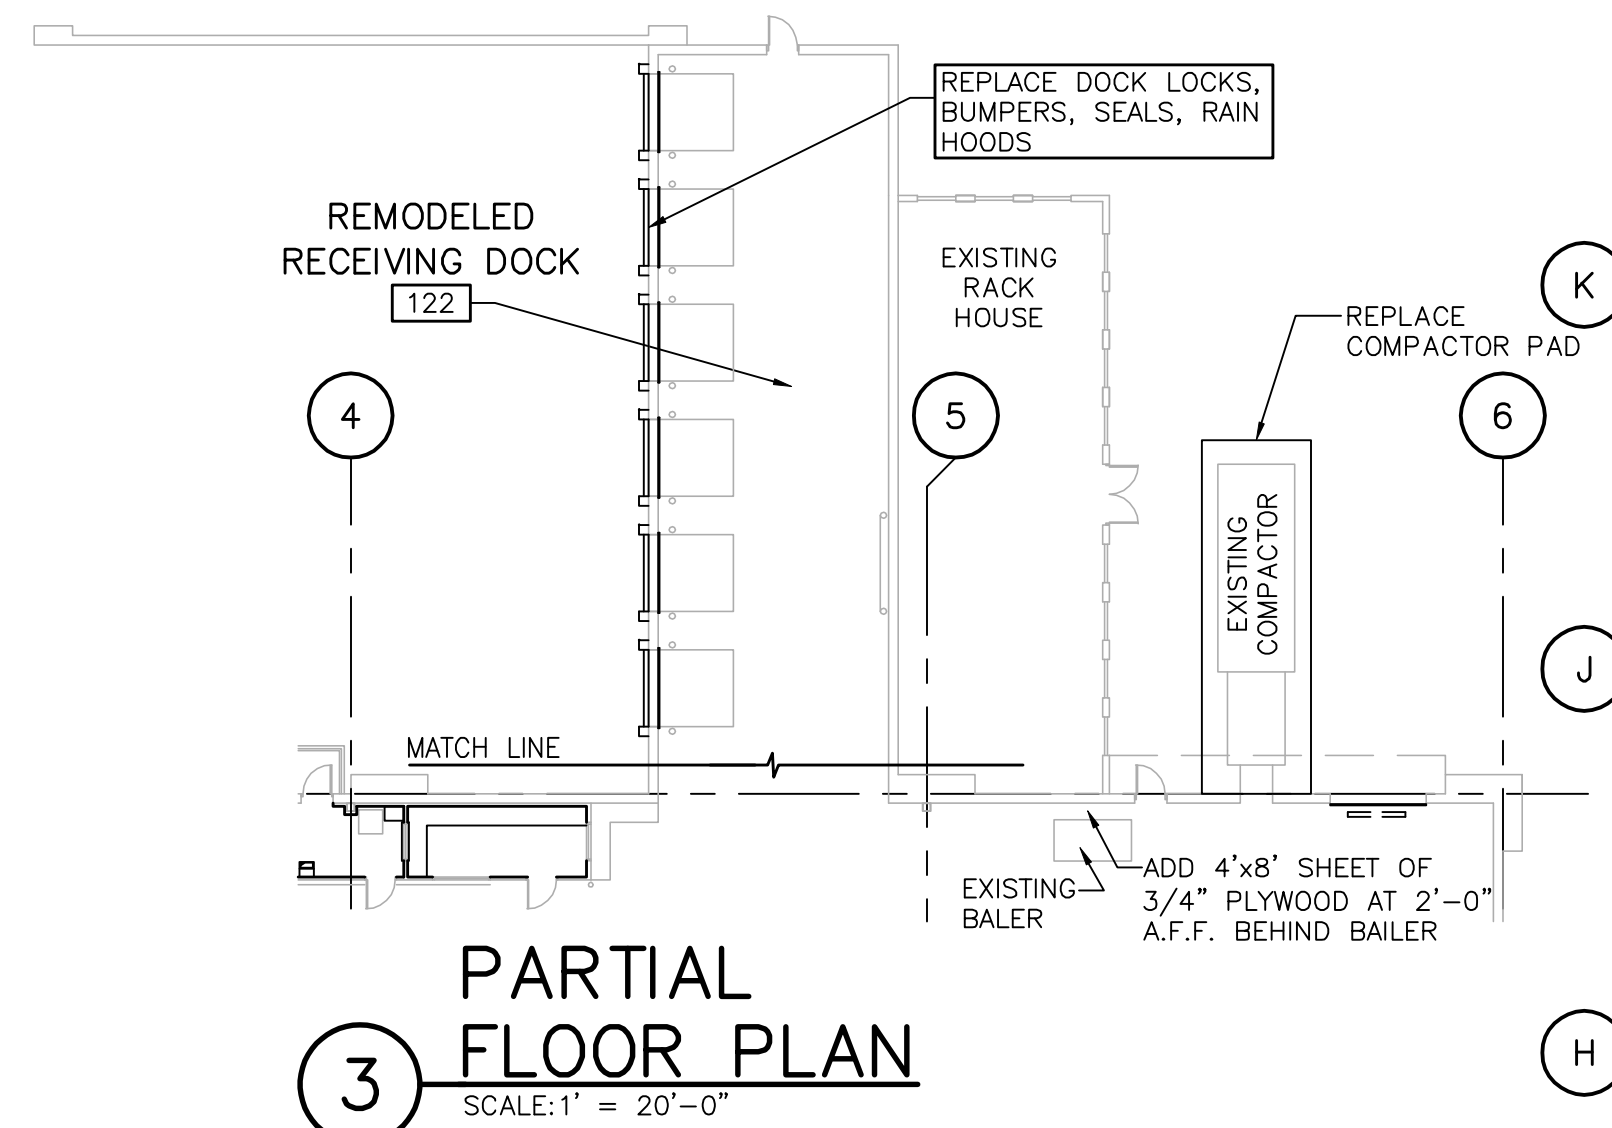 REPLACE DOCK LOCKS,
BUMPERS, SEALS, RAIN
HOODS
REMODELED
RECEIVING DOCK
122
EXISTING
RACK
HOUSE
K
REPLACE
COMPACTOR PAD
4
5
6
EXISTING
COMPACTOR
J
MATCH LINE
ADD 4'x8' SHEET OF
3/4" PLYWOOD AT 2'-0"
A.F.F. BEHIND BAILER
EXISTING
BALER
PARTIAL
FLOOR PLAN
3
SCALE:1' = 20'-0"
H